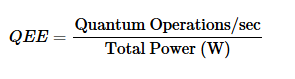 QEE = Quantum Operations/sec
Total Power (W)